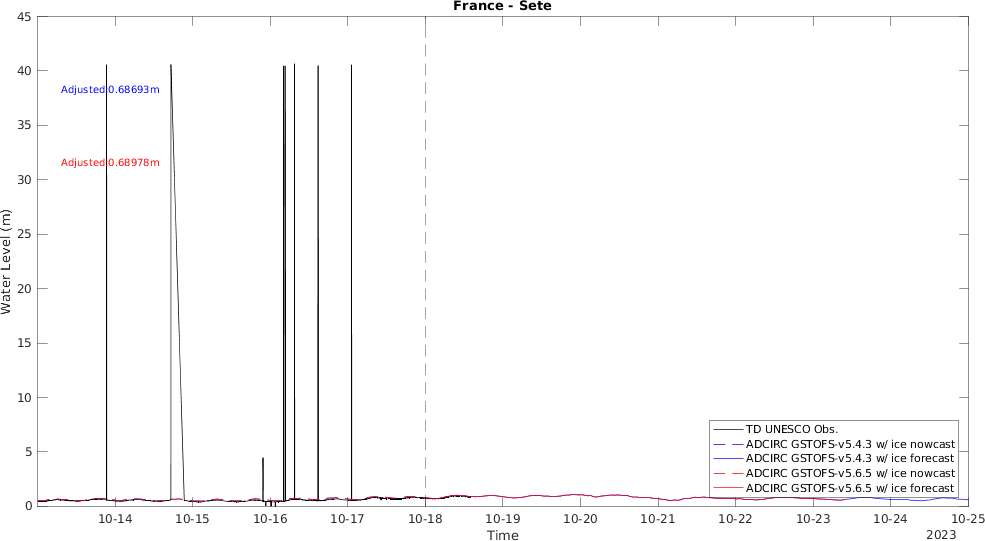 France - Sete
Water Level (m)
45
40
35
30
25
20
15
10
5
0
Adjusted 0.68693m
Adjusted 0.68978m
TD UNESCO Obs.
ADCIRC GSTOFS-v5.4.3 w/ ice nowcast
ADCIRC GSTOFS-v5.4.3 w/ ice forecast
ADCIRC GSTOFS-v5.6.5 w/ ice nowcast
ADCIRC GSTOFS-v5.6.5 w/ ice forecast
10-14 10-15 10-16 10-17 10-18 10-19 10-20 10-21 10-22 10-23 10-24 10-25
Time
2023